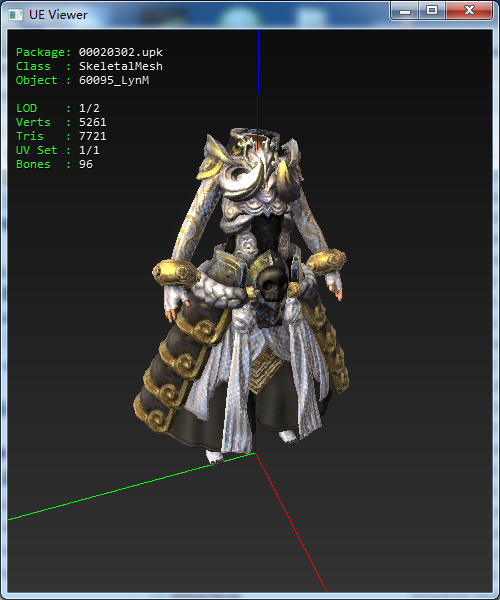 UE Viewer
Package: 00020302.upk
Class : SkeletalMesh
Object : 60095_LynM
LOD : 1/2
Verts : 5261
Tris : 7721
UV Set : 1/1
Bones : 96